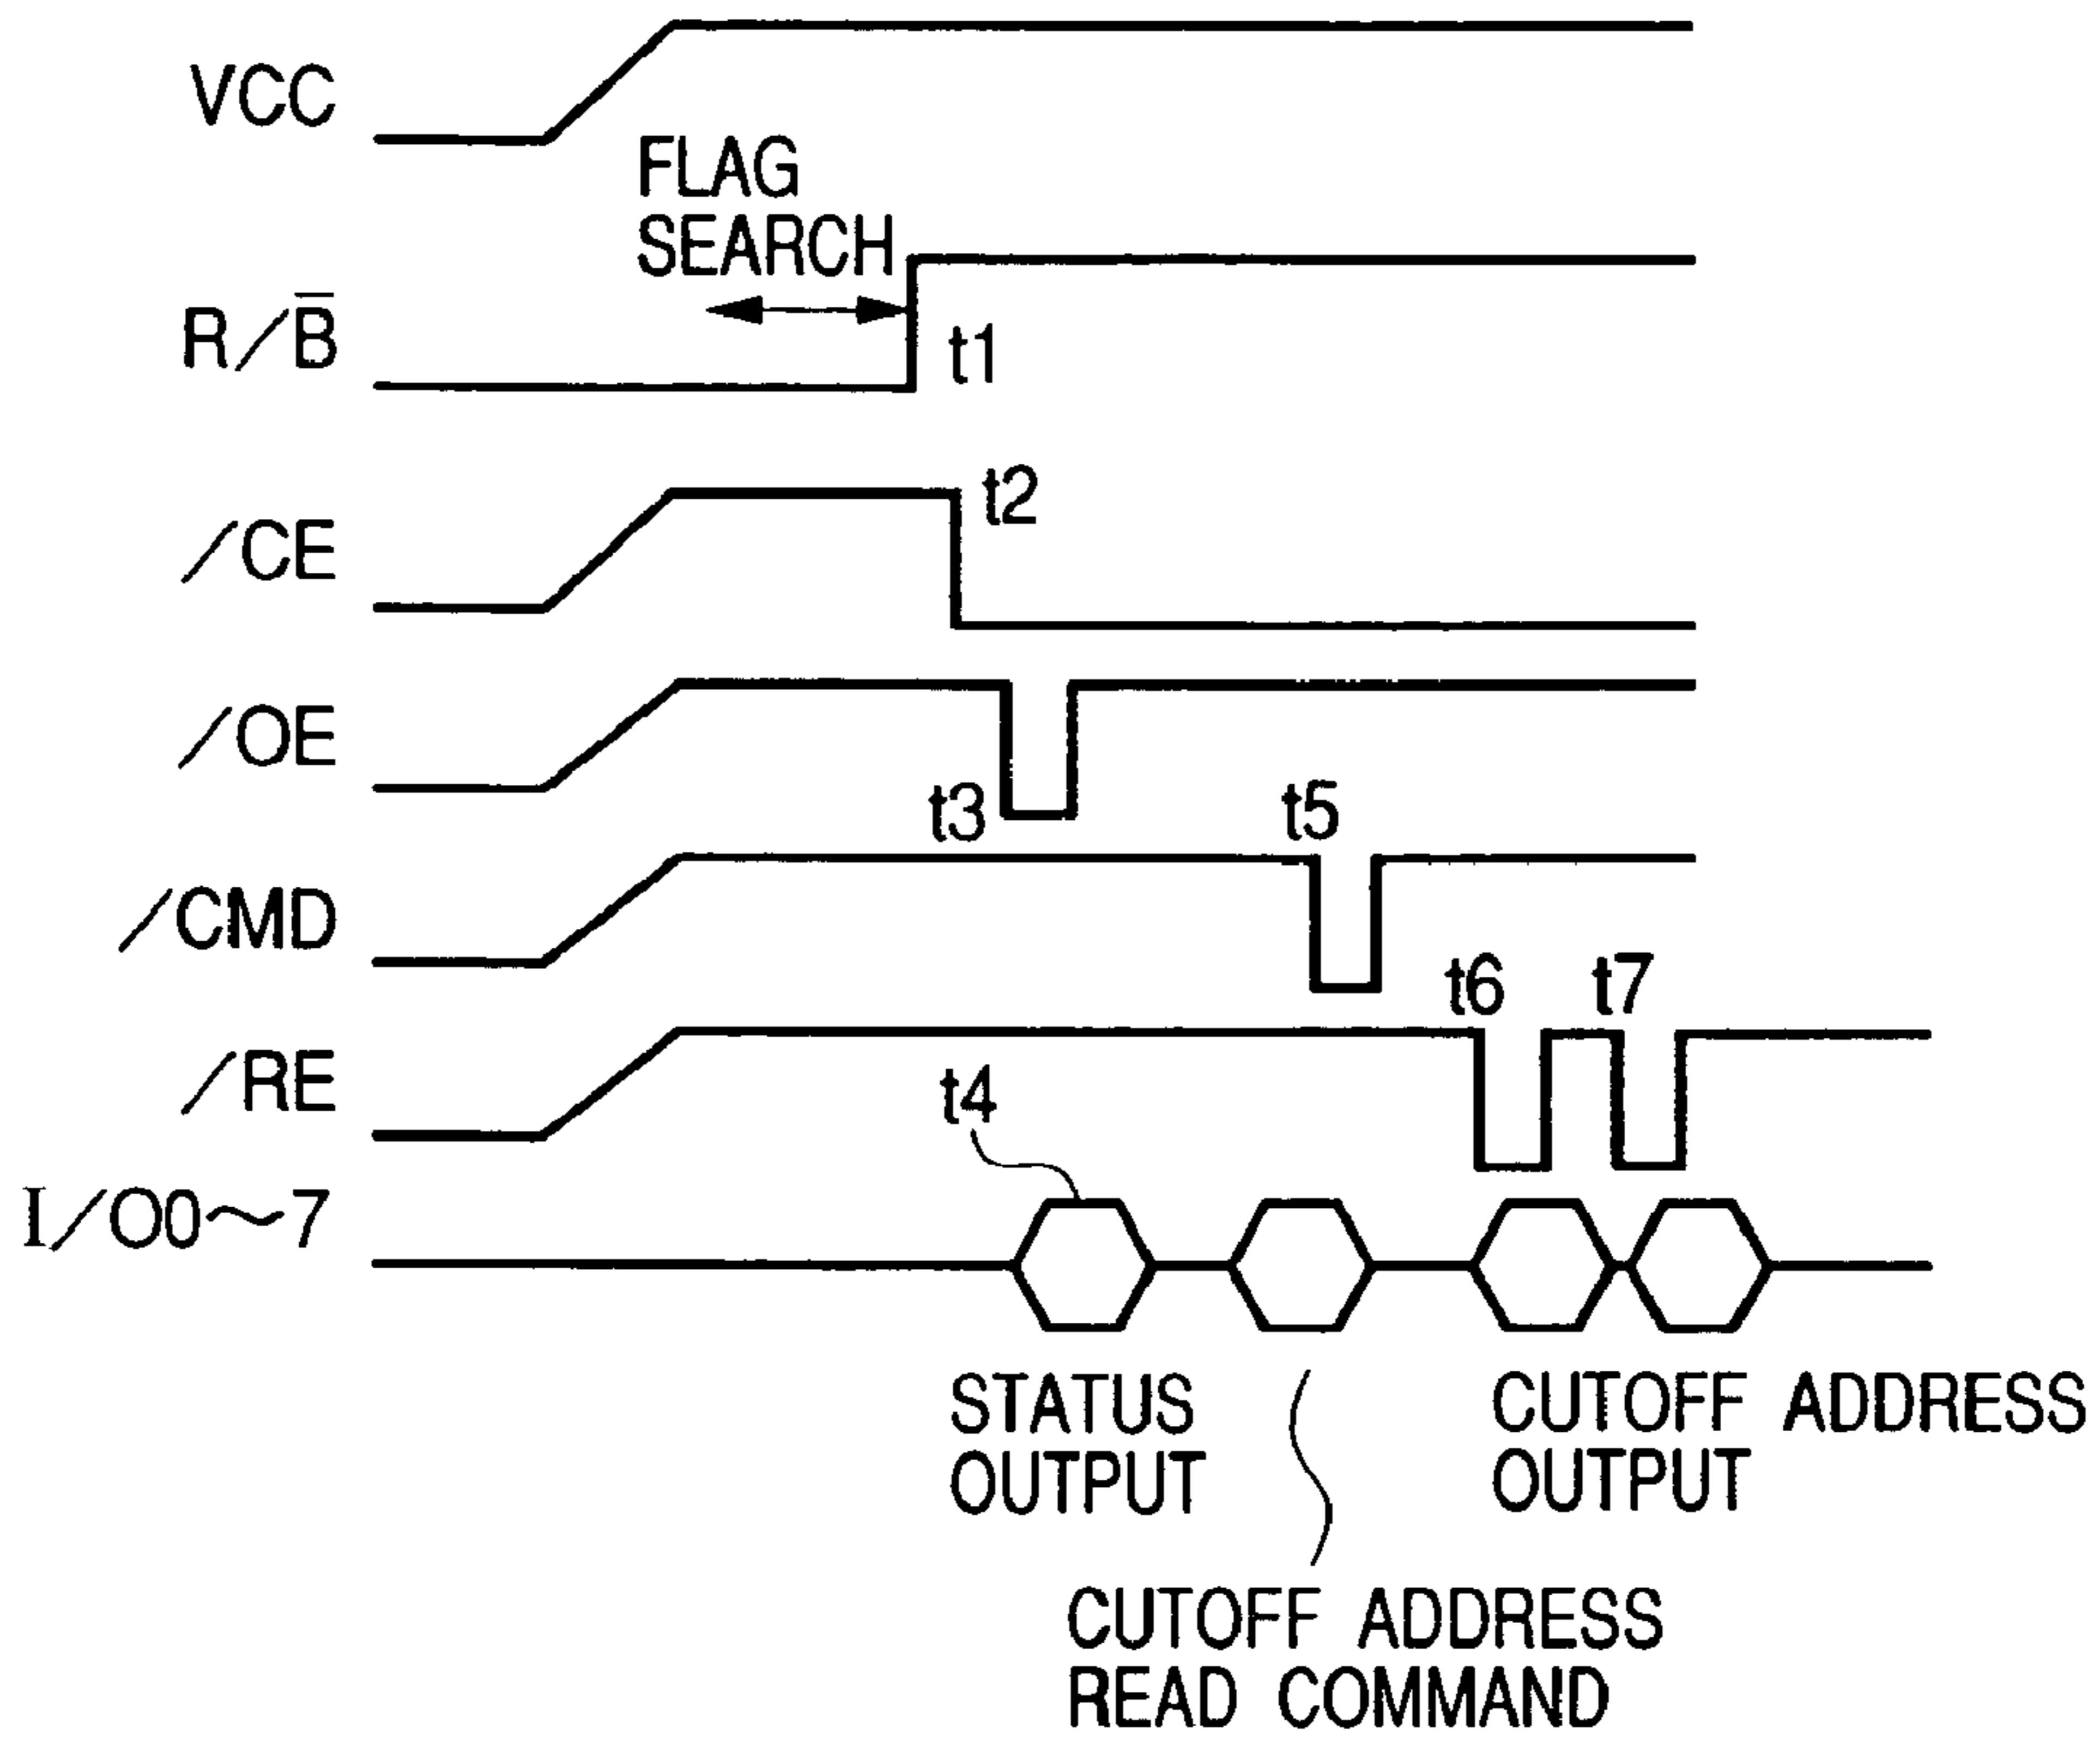 VCC
FLAG
SEARCH
R/B̅
t1
t2
/CE
/OE
t3
t5
/CMD
t6
t7
/RE
t4
I/O0～7
STATUS
OUTPUT
CUTOFF ADDRESS
OUTPUT
CUTOFF ADDRESS
READ COMMAND